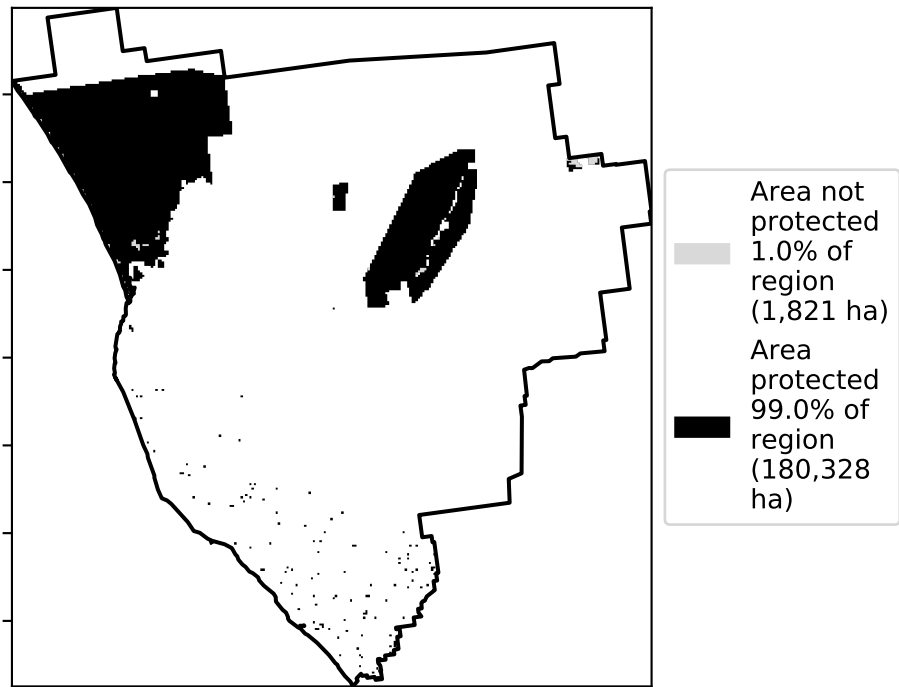 Area not
protected
1.0% of
region
(1,821 ha)
Area
protected
99.0% of
region
(180,328
ha)